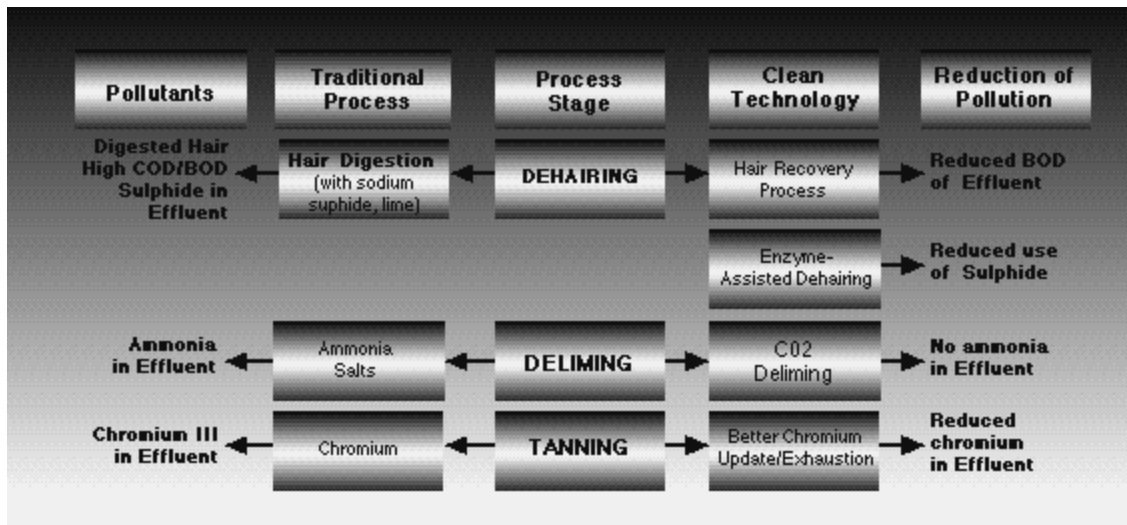 Pollutants
Traditional
Process
Process
Stage
Clean
Technology
Reduction of
Pollution
Digested Hair
High COD/BOD
Sulphide in
Effluent
Hair Digestion
(with sodium
suphide, lime)
DEHAIRING
Hair Recovery
Process
Reduced BOD
of Effluent
Enzyme-
Assisted Dehairing
Reduced use
of Sulphide
Ammonia
in Effluent
Ammonia
Salts
DELIMING
C02
Deliming
No ammonia
in Effluent
Chromium III
in Effluent
Chromium
TANNING
Better Chromium
Update/Exhaustion
Reduced
chromium
in Effluent